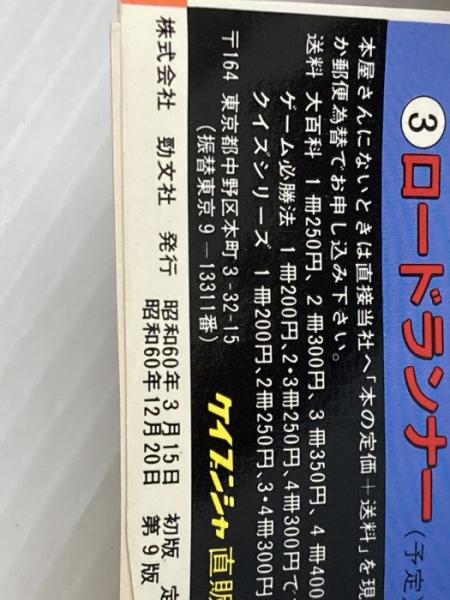 ③ロードランナー(予定)
本屋さんにないときは直接当社へ「本の定価+送料」を現
か郵便為替でお申し込み下さい。
送料 大百科 1冊250円、2冊300円、3冊350円、4冊400
ゲーム必勝法 1冊200円、2・3冊250円、4冊300円で
クイズシリーズ 1冊200円、2冊250円、3・4冊300円
〒164 東京都中野区本町3-32-15
(振替東京9-13311番)
ケイブンシャ直販
株式会社 勁文社 発行 昭和60年3月15日 初版 定
昭和60年12月20日 第9版